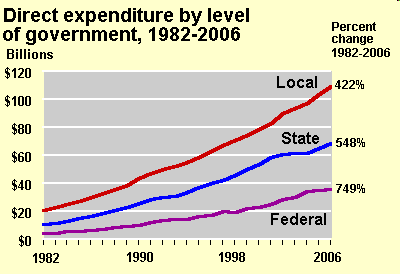 Direct expenditure by level
of government, 1982-2006
Percent
change
1982-2006
Billions
$120
$100
$80
$60
$40
$20
$0
Local
State
Federal
422%
548%
749%
1982
1990
1998
2006